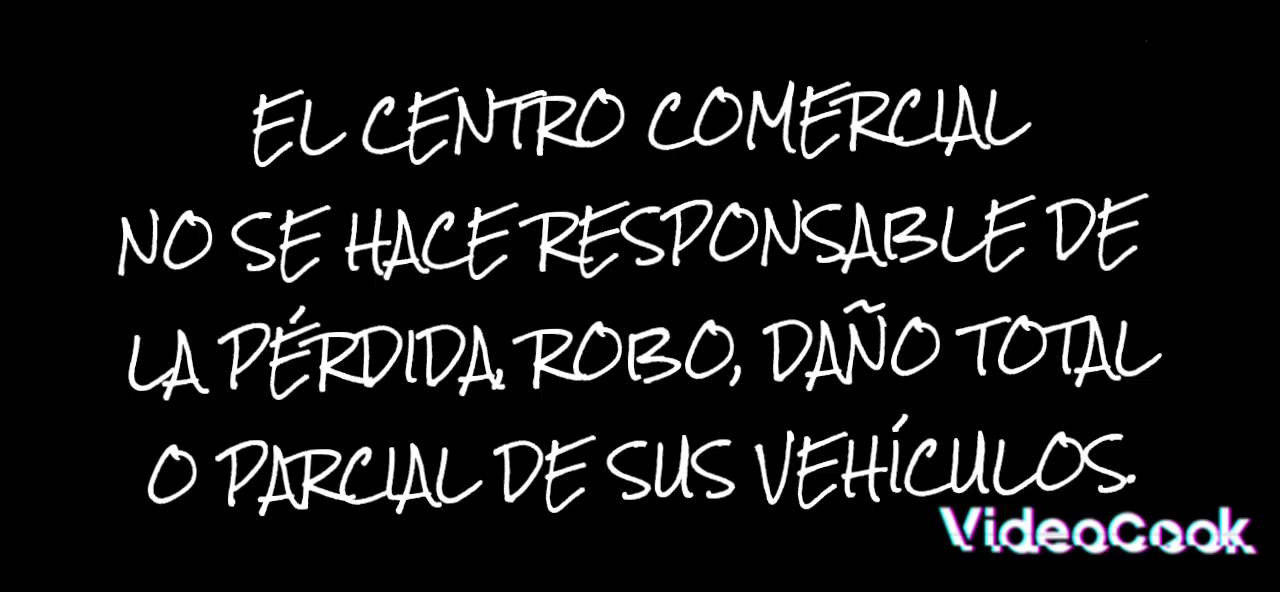 EL CENTRO COMERCIAL
NO SE HACE RESPONSABLE DE
LA PÉRDIDA, ROBO, DAÑO TOTAL
O PARCIAL DE SUS VEHÍCULOS.
VideoCook